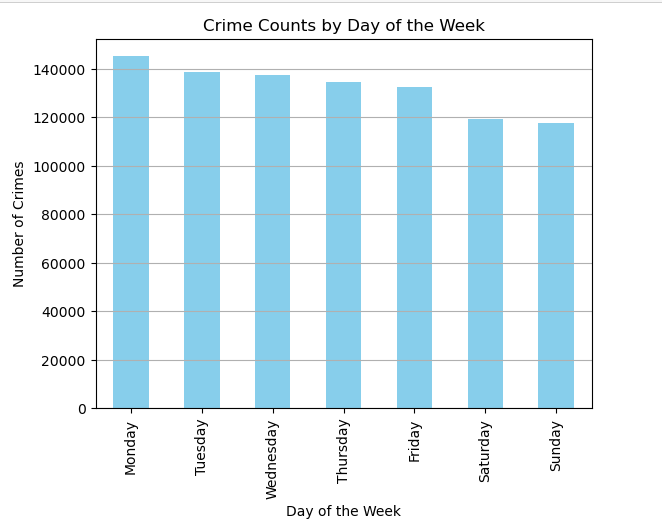 Crime Counts by Day of the Week
140000
120000
100000
80000
60000
40000
20000
0
Number of Crimes
Monday
Tuesday
Wednesday
Thursday
Friday
Saturday
Sunday
Day of the Week